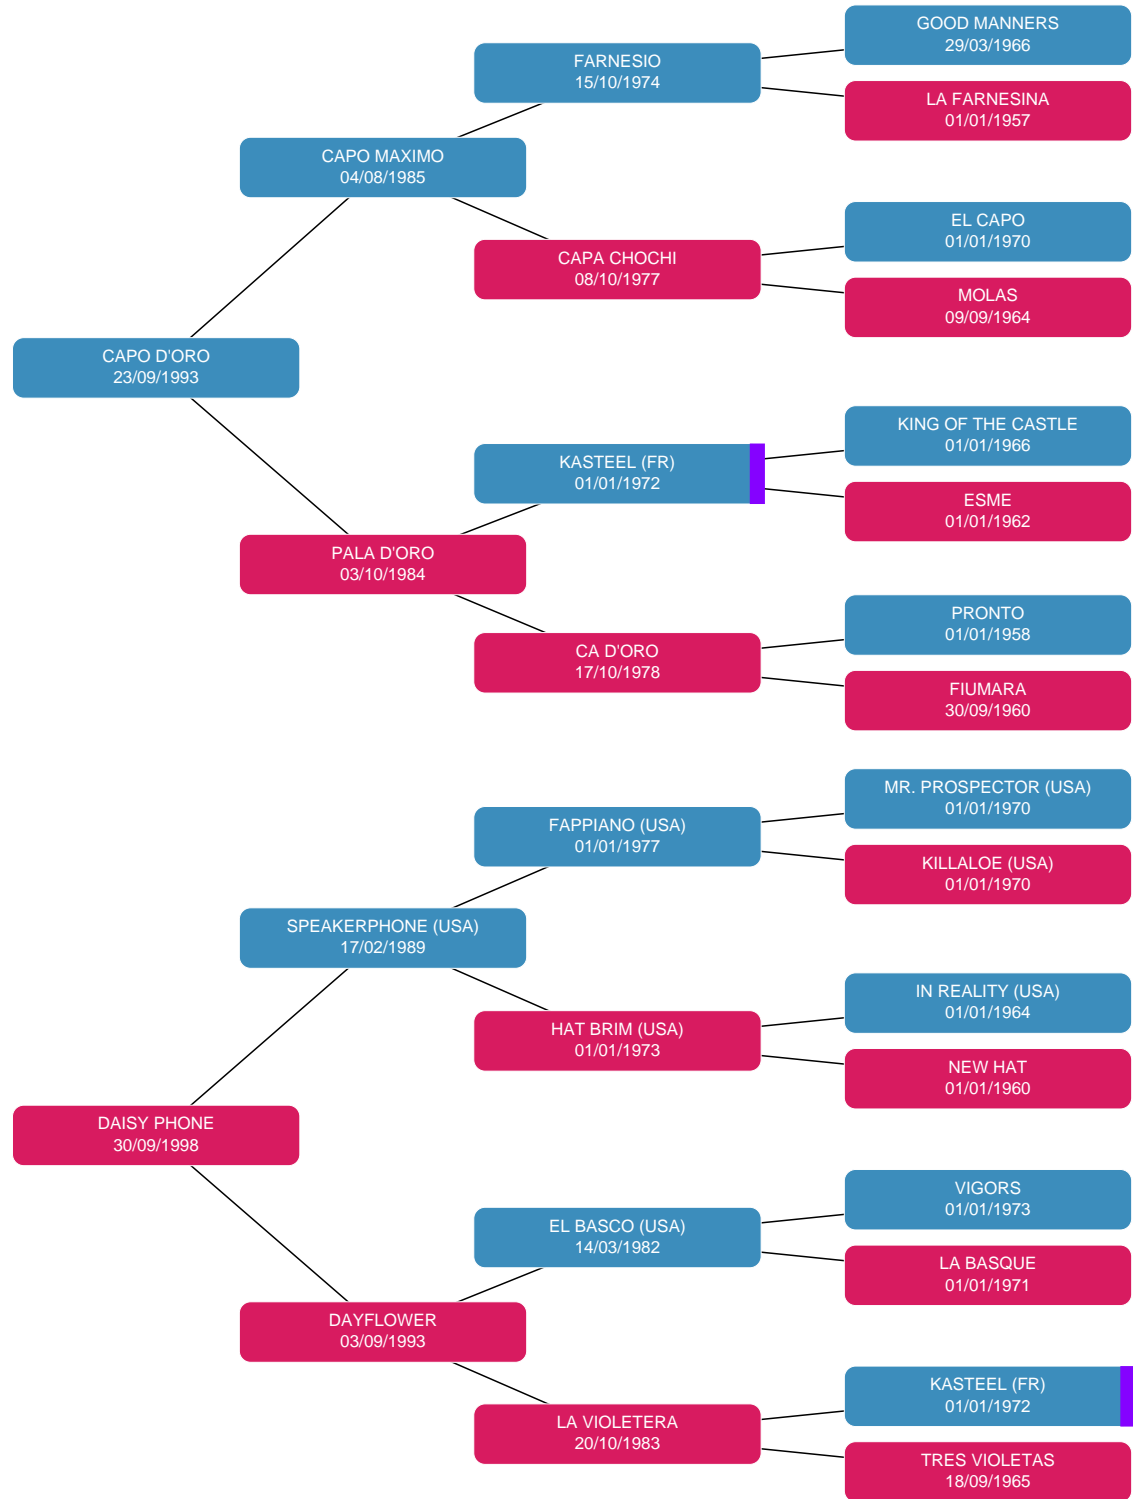 GOOD MANNERS
29/03/1966
FARNESIO
15/10/1974
LA FARNESINA
01/01/1957
CAPO MAXIMO
04/08/1985
EL CAPO
01/01/1970
CAPA CHOCHI
08/10/1977
MOLAS
09/09/1964
CAPO D'ORO
23/09/1993
KING OF THE CASTLE
01/01/1966
KASTEEL (FR)
01/01/1972
ESME
01/01/1962
PALA D'ORO
03/10/1984
PRONTO
01/01/1958
CA D'ORO
17/10/1978
FIUMARA
30/09/1960
MR. PROSPECTOR (USA)
01/01/1970
FAPPIANO (USA)
01/01/1977
KILLALOE (USA)
01/01/1970
SPEAKERPHONE (USA)
17/02/1989
IN REALITY (USA)
01/01/1964
HAT BRIM (USA)
01/01/1973
NEW HAT
01/01/1960
DAISY PHONE
30/09/1998
VIGORS
01/01/1973
EL BASCO (USA)
14/03/1982
LA BASQUE
01/01/1971
DAYFLOWER
03/09/1993
KASTEEL (FR)
01/01/1972
LA VIOLETERA
20/10/1983
TRES VIOLETAS
18/09/1965